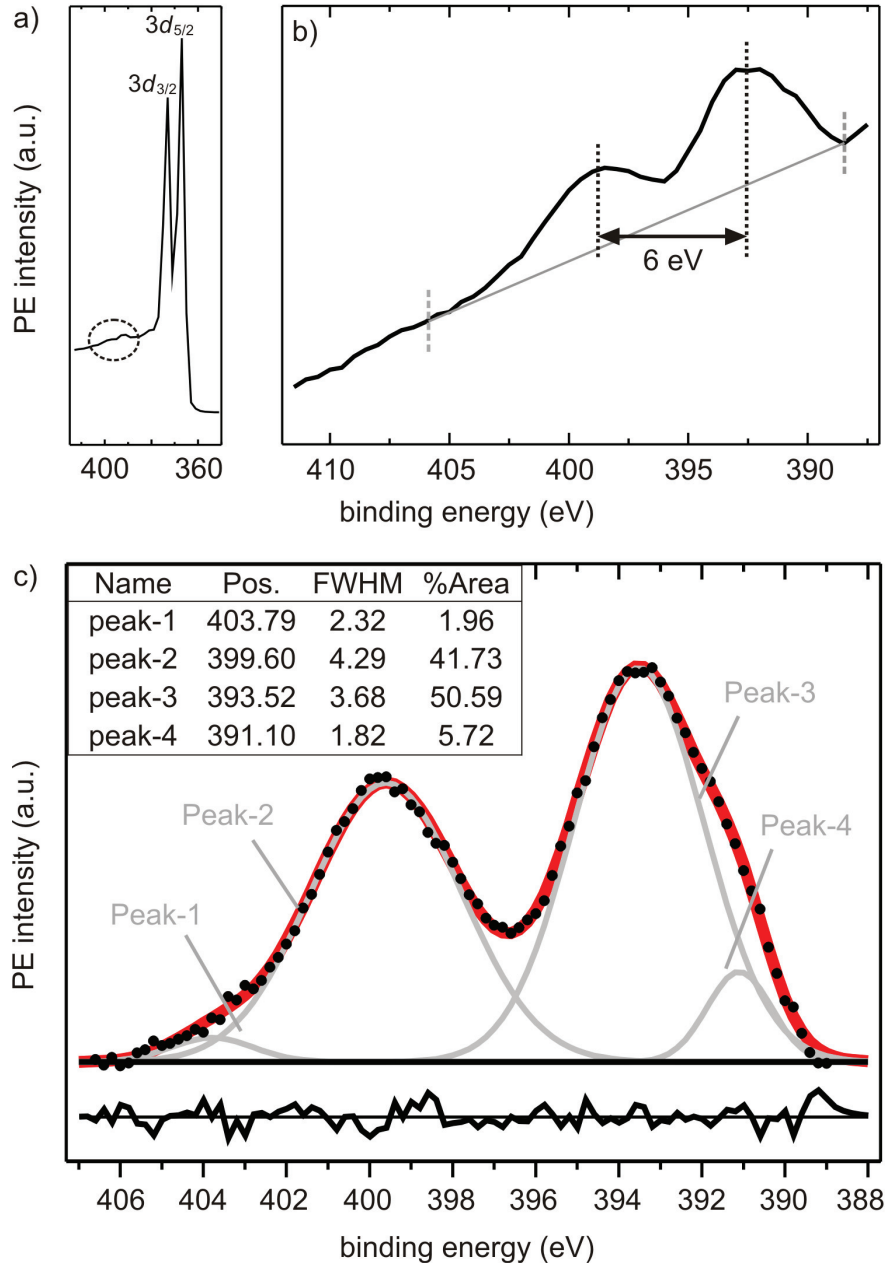 a)
3d5/2
3d3/2
PE intensity (a.u.)
400 360
b)
6 eV
410 405 400 395 390
binding energy (eV)
c)
Name Pos. FWHM %Area
peak-1 403.79 2.32 1.96
peak-2 399.60 4.29 41.73
peak-3 393.52 3.68 50.59
peak-4 391.10 1.82 5.72
Peak-3
Peak-2
Peak-4
Peak-1
PE intensity (a.u.)
406 404 402 400 398 396 394 392 390 388
binding energy (eV)